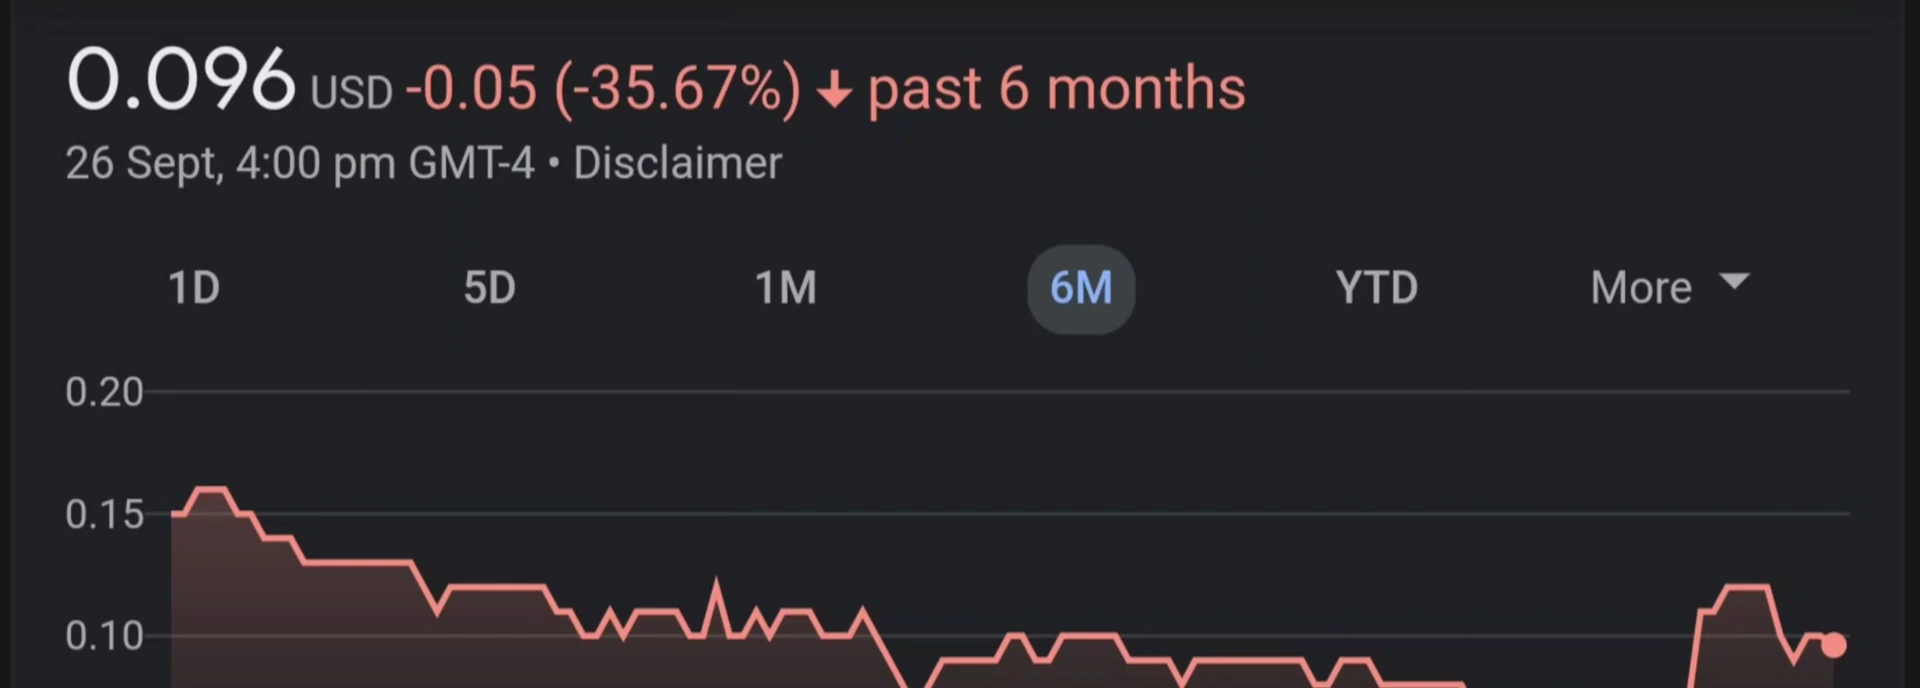 0.096 USD -0.05 (-35.67%) ↓ past 6 months
26 Sept, 4:00 pm GMT-4 • Disclaimer
1D 5D 1M 6M YTD More
0.20
0.15
0.10